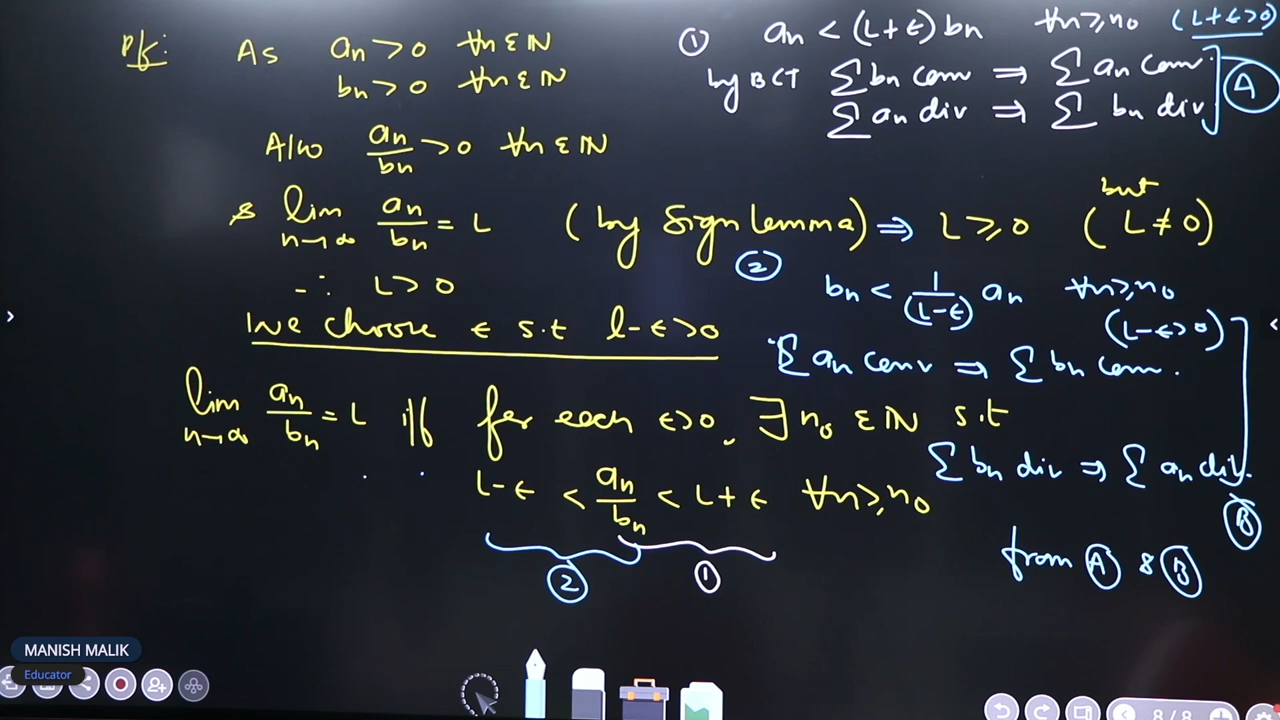 P/f: As an > 0 ∀n ∈ ℕ
bn > 0 ∀n ∈ ℕ
Also an/bn > 0 ∀n ∈ ℕ
& lim n→∞ an/bn = L (by Sign Lemma) ⇒ L ≥ 0 (but L ≠ 0)
∴ L > 0
We choose ε s.t l-ε > 0
lim n→∞ an/bn = L iff for each ε>0, ∃ n₀ ∈ ℕ s.t
L-ε < an/bn < L+ε ∀n ≥ n₀
② ①
① an < (L+ε) bn ∀n ≥ n₀ (L+ε>0)
by BCT Σ bn conv ⇒ Σ an conv.
Σ an div ⇒ Σ bn div
A
② bn < 1/(L-ε) an ∀n ≥ n₀
(L-ε>0)
Σ an conv ⇒ Σ bn conv.
Σ bn div ⇒ Σ an div.
B
from A & B
MANISH MALIK
Educator
8 / 8